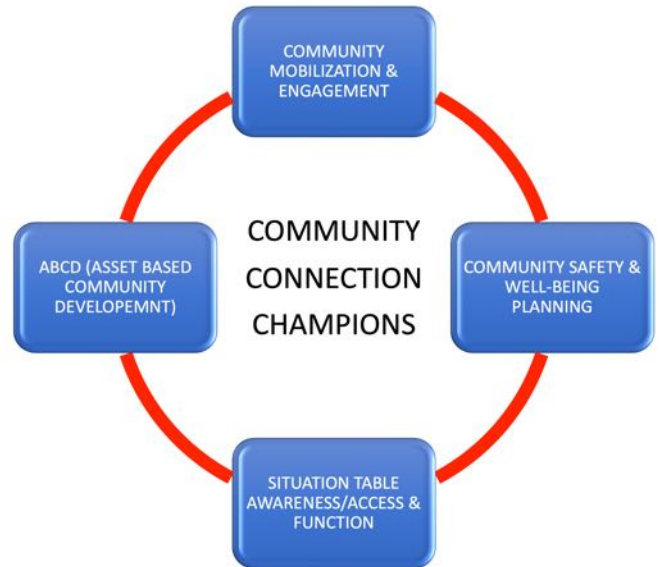 COMMUNITY
MOBILIZATION &
ENGAGEMENT
COMMUNITY
CONNECTION
CHAMPIONS
ABCD (ASSET BASED
COMMUNITY
DEVELOPEMNT)
COMMUNITY SAFETY &
WELL-BEING
PLANNING
SITUATION TABLE
AWARENESS/ACCESS &
FUNCTION